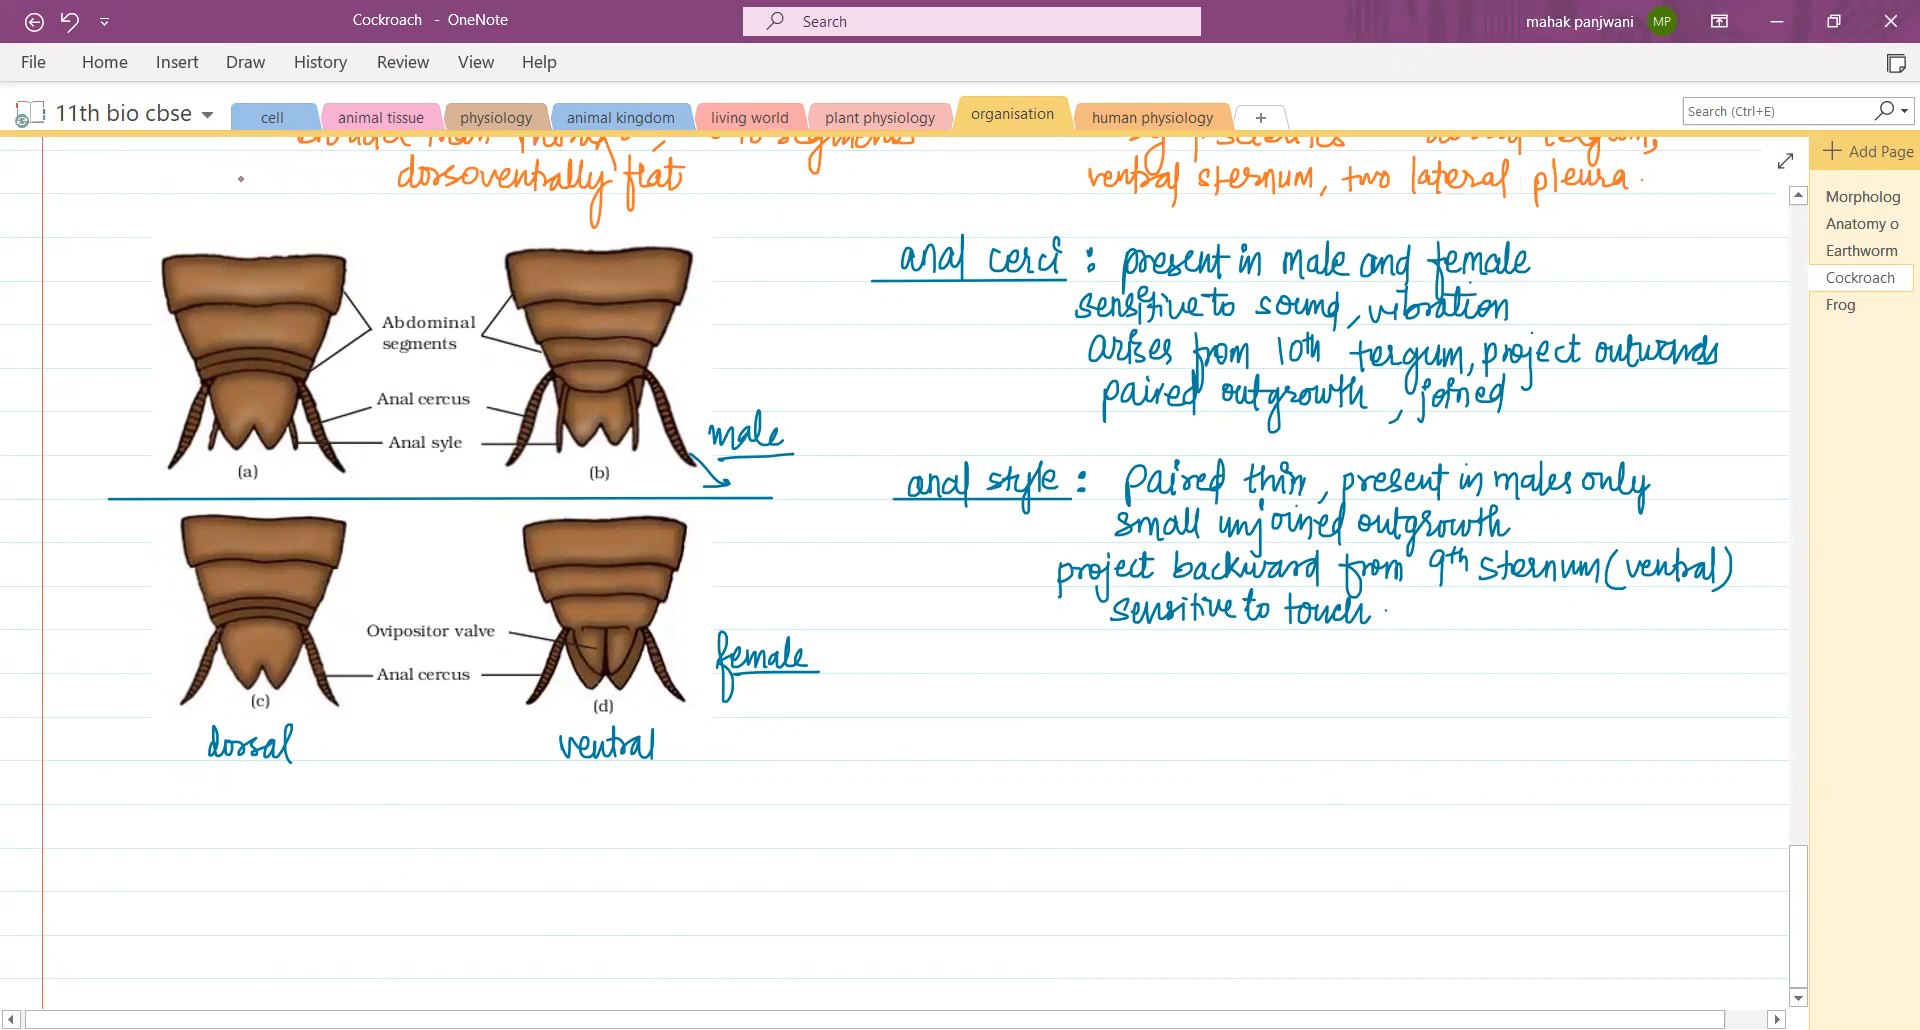 Cockroach - OneNote
Search
mahak panjwani MP
File Home Insert Draw History Review View Help
11th bio cbse
cell animal tissue physiology animal kingdom living world plant physiology organisation human physiology +
Search (Ctrl+E)
Add Page
Morpholog
Anatomy o
Earthworm
Cockroach
Frog
dorsoventrally flat
ventral sternum, two lateral pleura.
anal cerci : present in male and female
sensitive to sound, vibration
arises from 10th tergum, project outwards
paired outgrowth, joined
anal style : Paired thin, present in males only
small unjoined outgrowth
project backward from 9th sternum (ventral)
sensitive to touch.
Abdominal
segments
Anal cercus
Anal syle
(a) (b)
male
Ovipositor valve
Anal cercus
female
(c) (d)
dorsal ventral